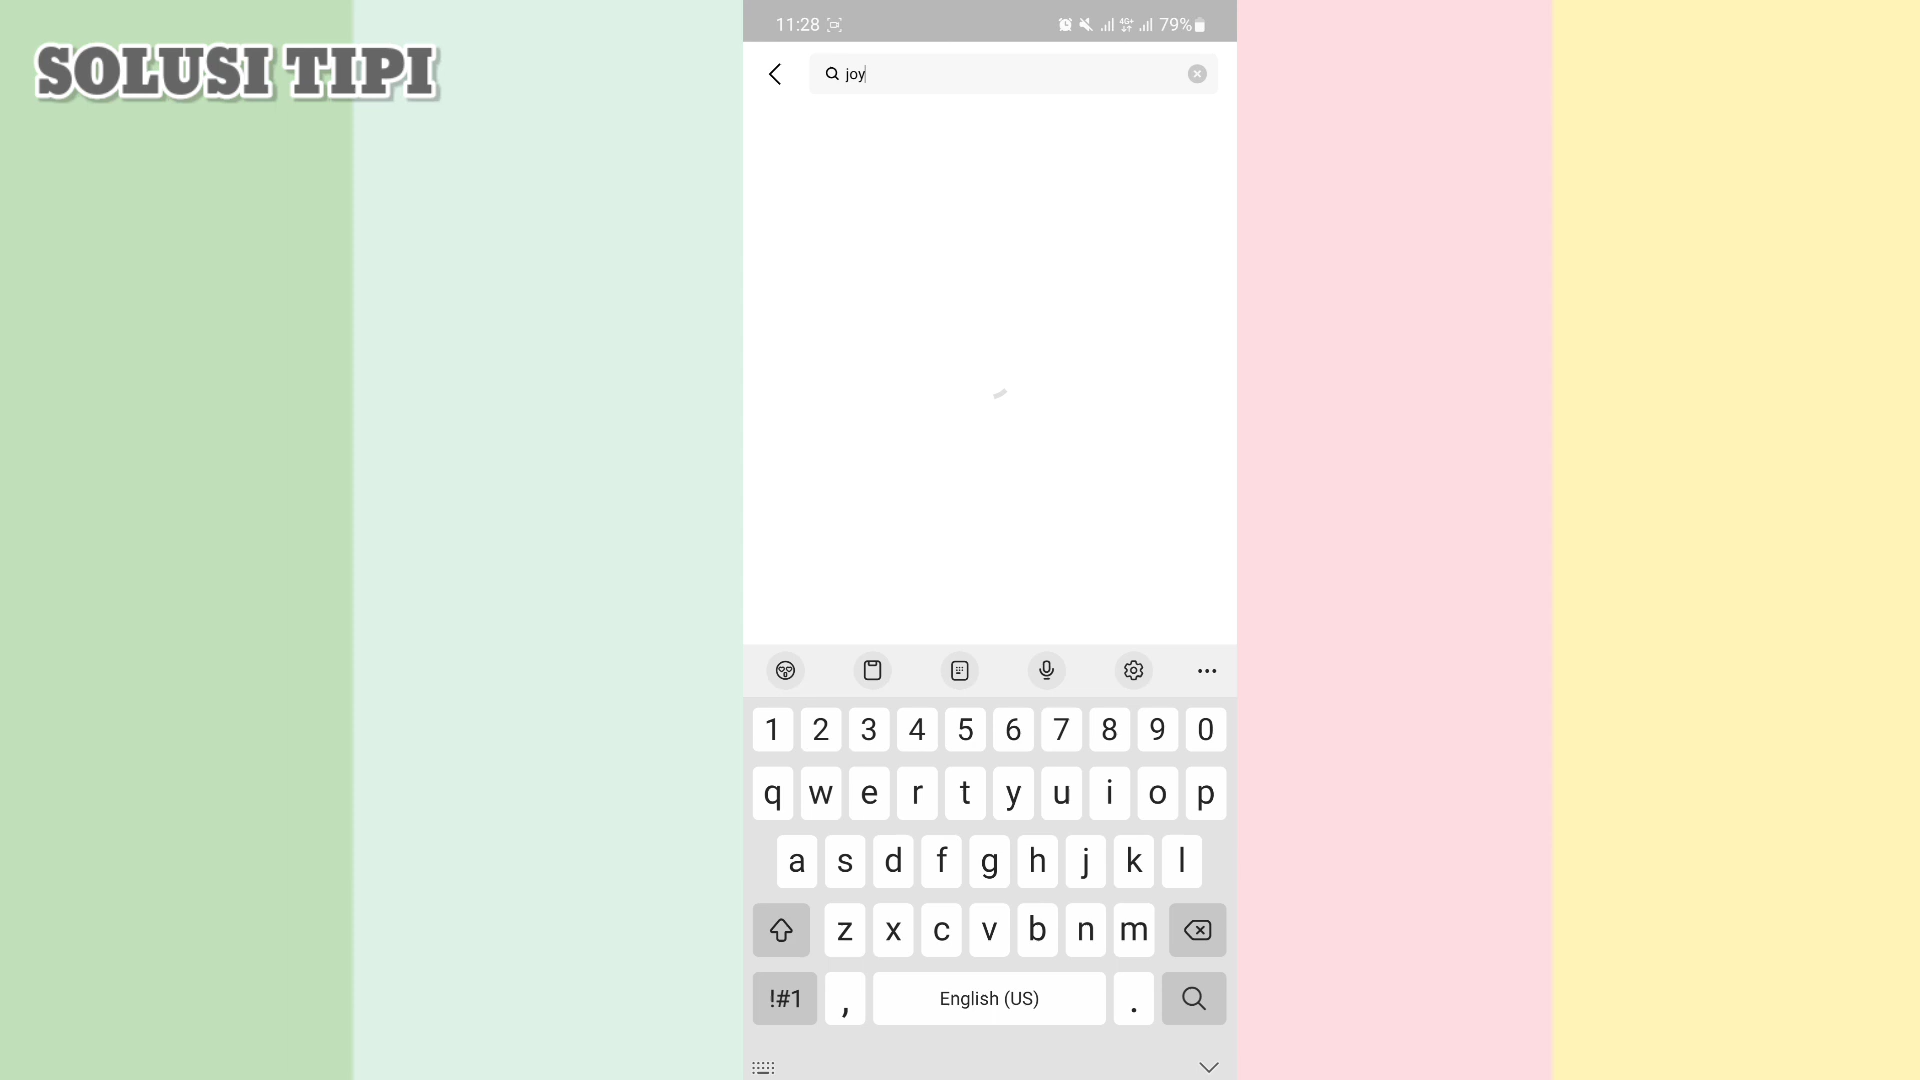 SOLUSI TIPI
11:28
4G+
79%
joy
1 2 3 4 5 6 7 8 9 0
q w e r t y u i o p
a s d f g h j k l
z x c v b n m
!#1 , English (US) .